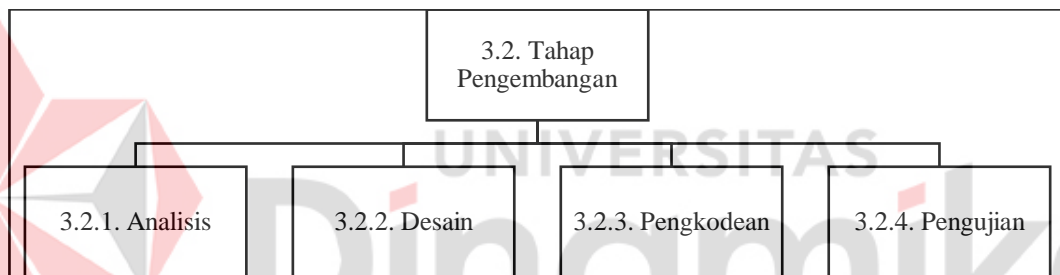 3.2. Tahap
Pengembangan
UNIVERSITAS
3.2.1. Analisis
3.2.2. Desain
3.2.3. Pengkodean
3.2.4. Pengujian
Dinamika